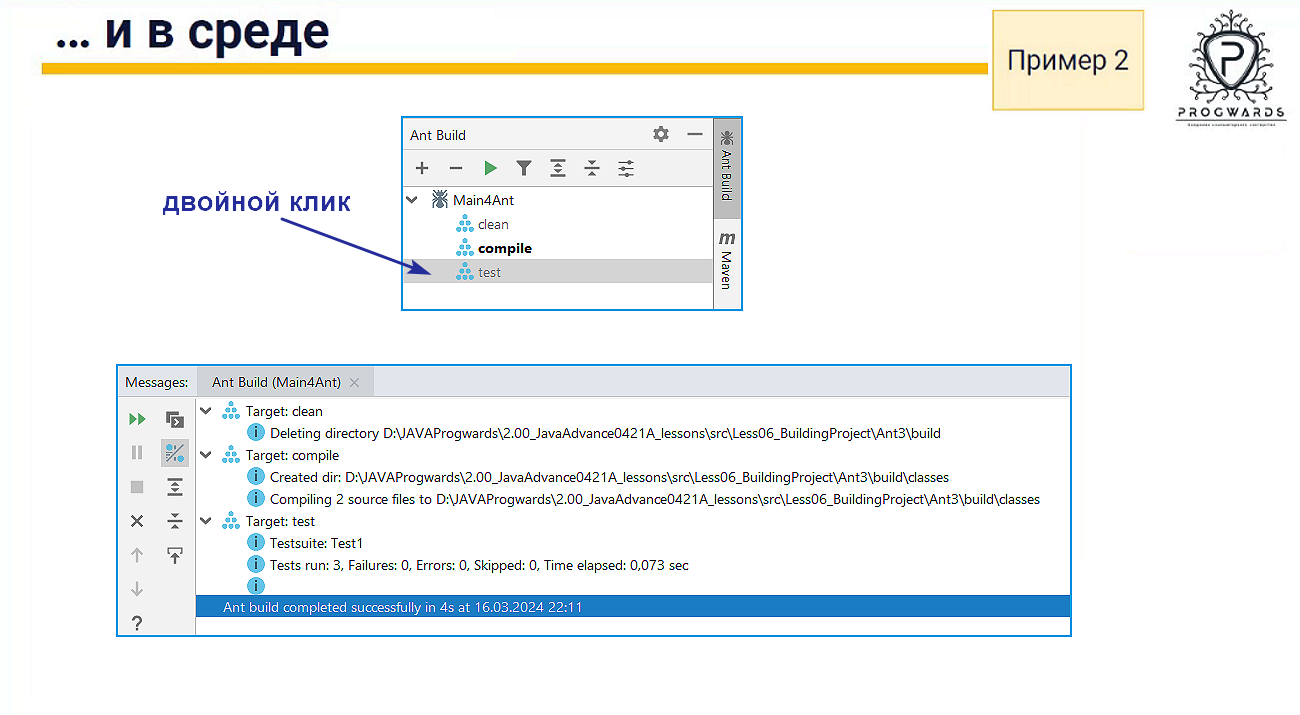 ... и в среде
Пример 2
PROGWARDS
Ant Build
Ant Build
Main4Ant
ДВОЙНОЙ КЛИК
clean
compile
test
m
Maven
Messages:
Ant Build (Main4Ant)
Target: clean
Deleting directory D:\JAVAProgwards\2.00_JavaAdvance0421A_lessons\src\Less06_BuildingProject\Ant3\build
Target: compile
Created dir: D:\JAVAProgwards\2.00_JavaAdvance0421A_lessons\src\Less06_BuildingProject\Ant3\build\classes
Compiling 2 source files to D:\JAVAProgwards\2.00_JavaAdvance0421A_lessons\src\Less06_BuildingProject\Ant3\build\classes
Target: test
Testsuite: Test1
Tests run: 3, Failures: 0, Errors: 0, Skipped: 0, Time elapsed: 0,073 sec
Ant build completed successfully in 4s at 16.03.2024 22:11